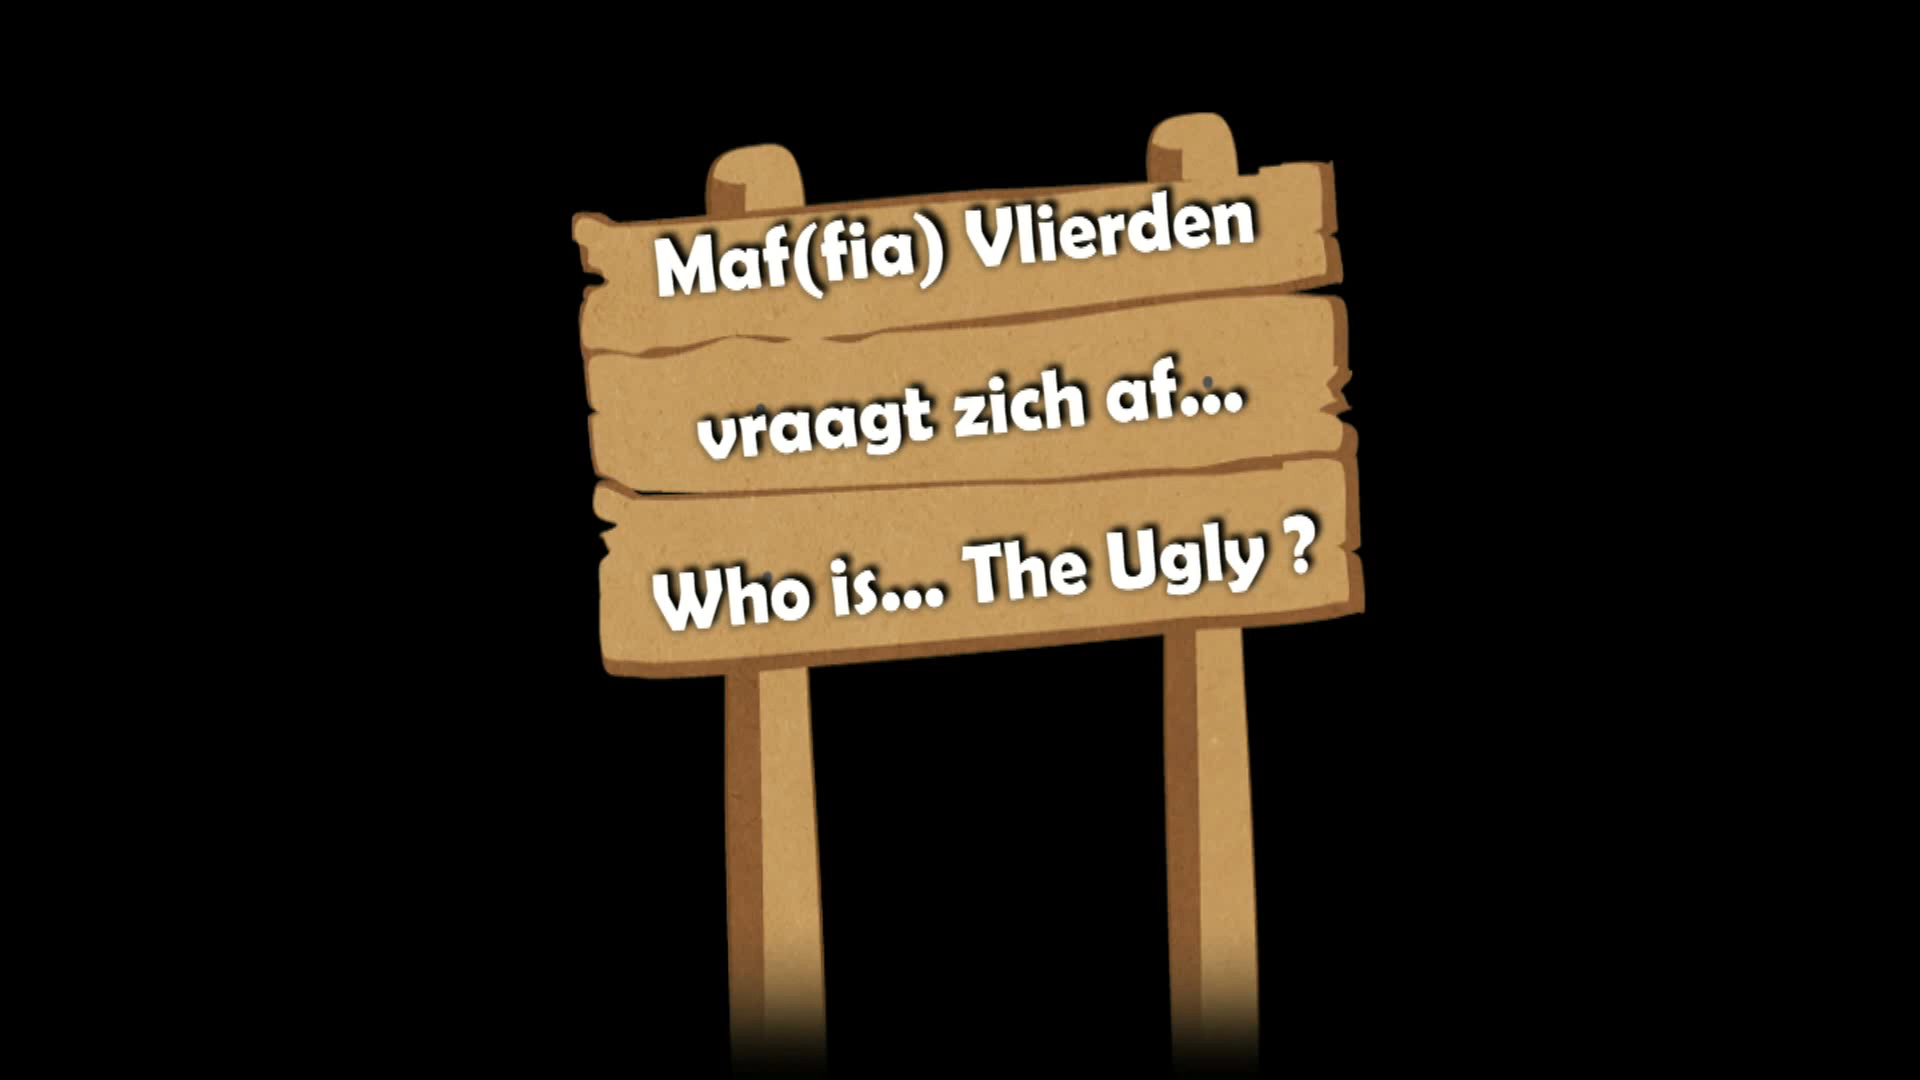 Maf(fia) Vlierden
vraagt zich af...
Who is... The Ugly ?